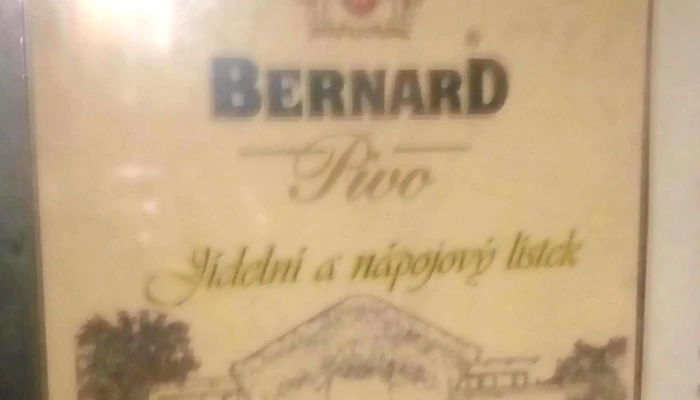 BERNARD
Pivo
Jídelní a nápojový lístek